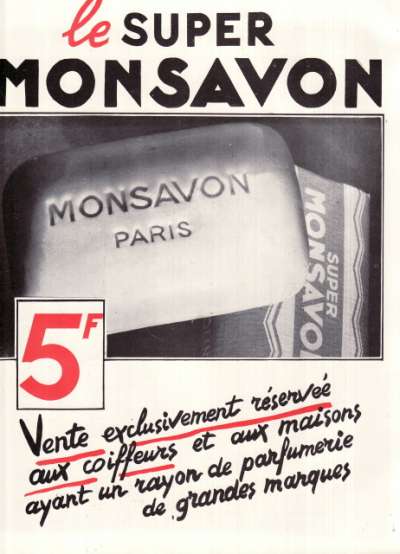 le SUPER
MONSAVON
MONSAVON
PARIS
SUPER
MONSAVO
5F
Vente exclusivement réserveé
aux coiffeurs et aux maisons
ayant un rayon de parfumerie
de grandes marques